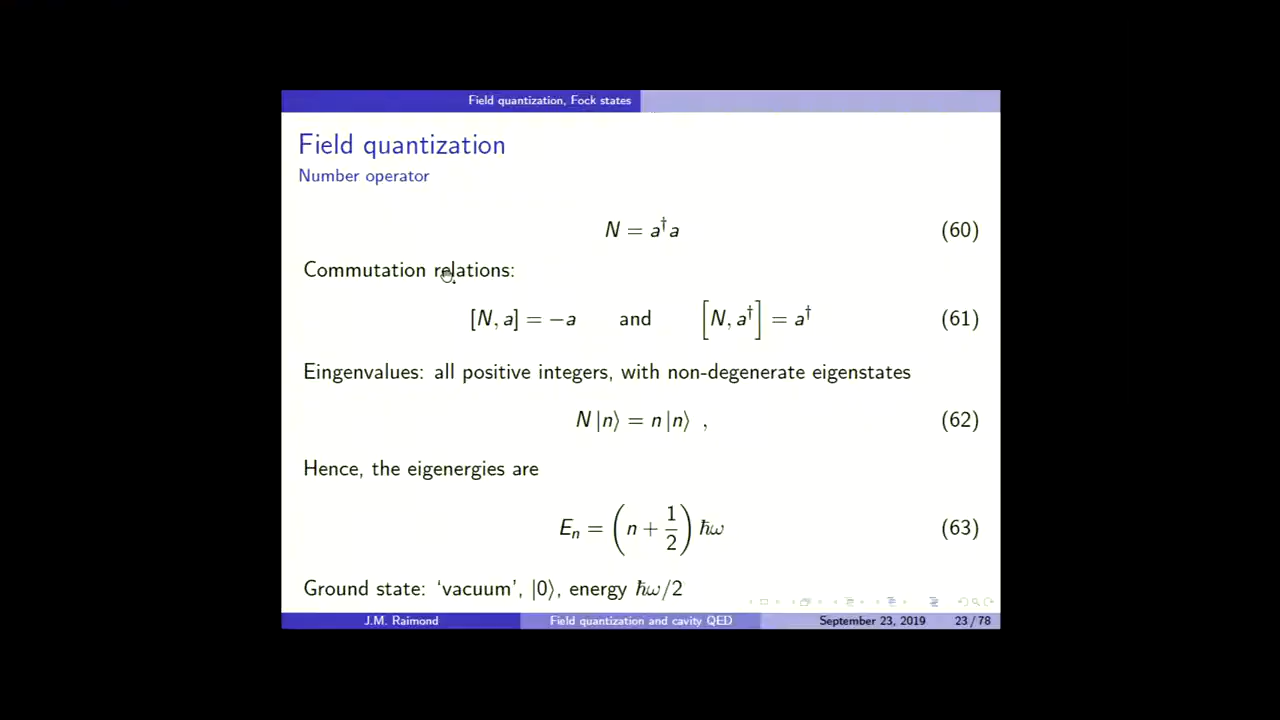 Field quantization, Fock states
Field quantization
Number operator
N = a†a (60)
Commutation relations:
[N, a] = −a and [N, a†] = a† (61)
Eingenvalues: all positive integers, with non-degenerate eigenstates
N |n⟩ = n |n⟩ , (62)
Hence, the eigenergies are
Eₙ = (n + 1/2) ℏω (63)
Ground state: ‘vacuum’, |0⟩, energy ℏω/2
J.M. Raimond Field quantization and cavity QED September 23, 2019 23 / 78